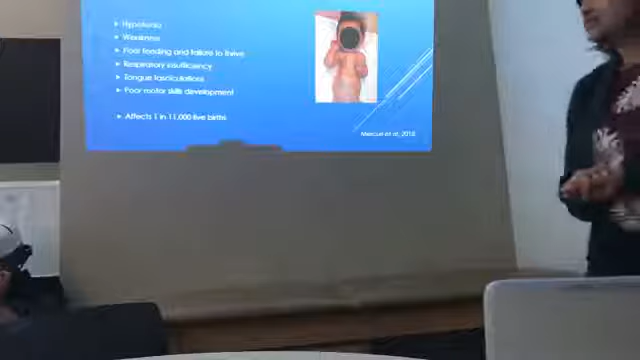 Hypotonia
Weakness
Poor feeding and failure to thrive
Respiratory insufficiency
Tongue fasciculations
Poor motor skills development
Affects 1 in 11,000 live births
Mercuri et al, 2018